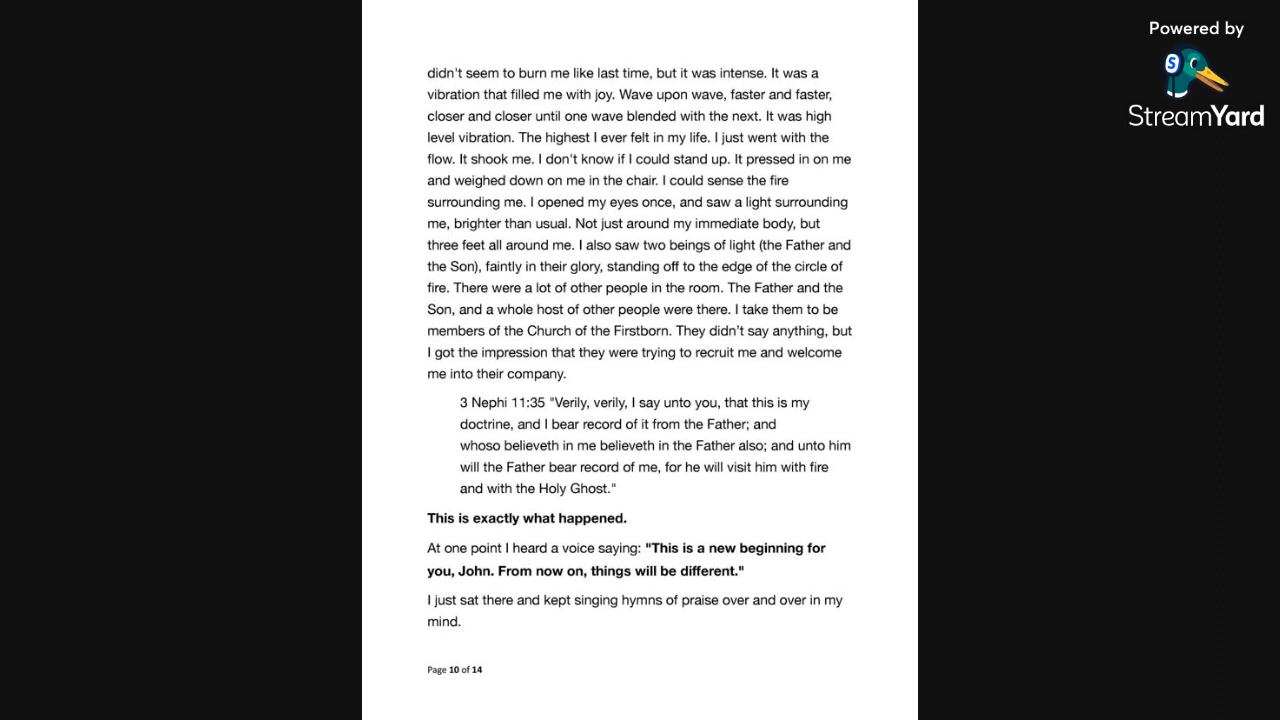 Powered by
StreamYard
didn't seem to burn me like last time, but it was intense. It was a
vibration that filled me with joy. Wave upon wave, faster and faster,
closer and closer until one wave blended with the next. It was high
level vibration. The highest I ever felt in my life. I just went with the
flow. It shook me. I don't know if I could stand up. It pressed in on me
and weighed down on me in the chair. I could sense the fire
surrounding me. I opened my eyes once, and saw a light surrounding
me, brighter than usual. Not just around my immediate body, but
three feet all around me. I also saw two beings of light (the Father and
the Son), faintly in their glory, standing off to the edge of the circle of
fire. There were a lot of other people in the room. The Father and the
Son, and a whole host of other people were there. I take them to be
members of the Church of the Firstborn. They didn’t say anything, but
I got the impression that they were trying to recruit me and welcome
me into their company.
3 Nephi 11:35 "Verily, verily, I say unto you, that this is my
doctrine, and I bear record of it from the Father; and
whoso believeth in me believeth in the Father also; and unto him
will the Father bear record of me, for he will visit him with fire
and with the Holy Ghost."
This is exactly what happened.
At one point I heard a voice saying: "This is a new beginning for
you, John. From now on, things will be different."
I just sat there and kept singing hymns of praise over and over in my
mind.
Page 10 of 14